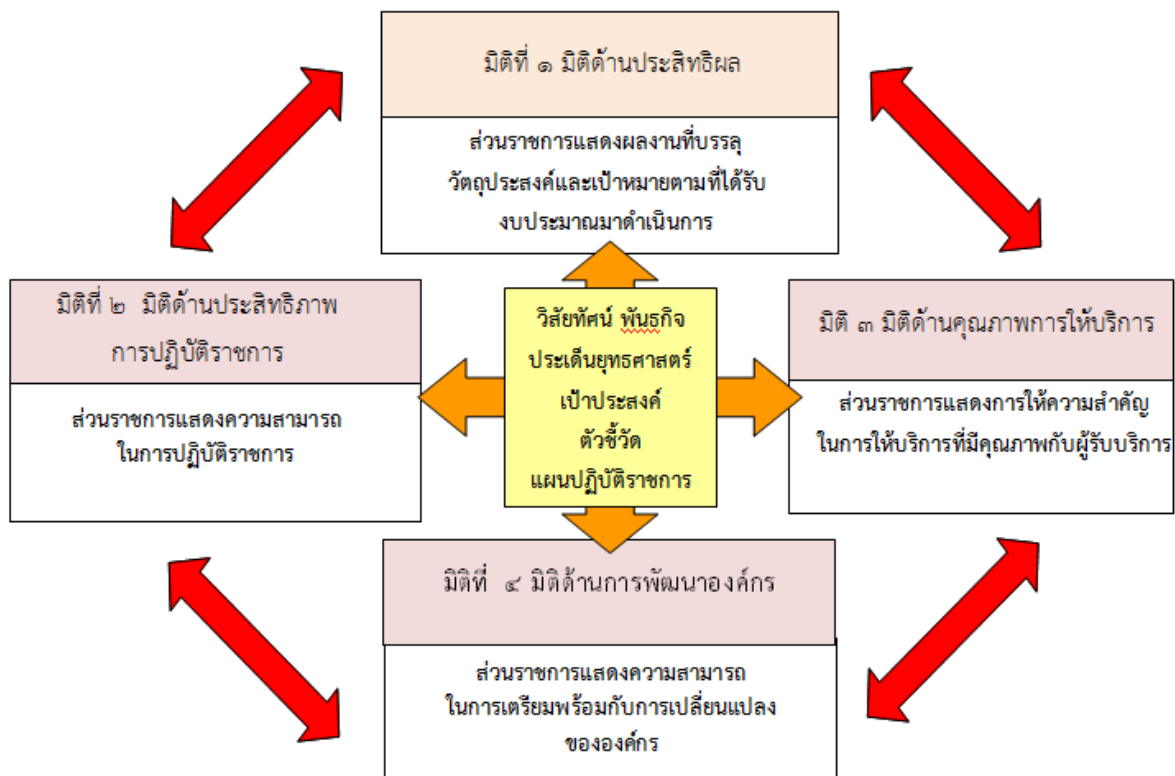 มิติที่ ๑ มิติด้านประสิทธิผล
ส่วนราชการแสดงผลงานที่บรรลุ
วัตถุประสงค์และเป้าหมายตามที่ได้รับ
งบประมาณมาดำเนินการ
มิติที่ ๒ มิติด้านประสิทธิภาพ
การปฏิบัติราชการ
ส่วนราชการแสดงความสามารถ
ในการปฏิบัติราชการ
วิสัยทัศน์ พันธกิจ
ประเด็นยุทธศาสตร์
เป้าประสงค์
ตัวชี้วัด
แผนปฏิบัติราชการ
มิติ ๓ มิติด้านคุณภาพการให้บริการ
ส่วนราชการแสดงการให้ความสำคัญ
ในการให้บริการที่มีคุณภาพกับผู้รับบริการ
มิติที่ ๔ มิติด้านการพัฒนาองค์กร
ส่วนราชการแสดงความสามารถ
ในการเตรียมพร้อมกับการเปลี่ยนแปลง
ขององค์กร